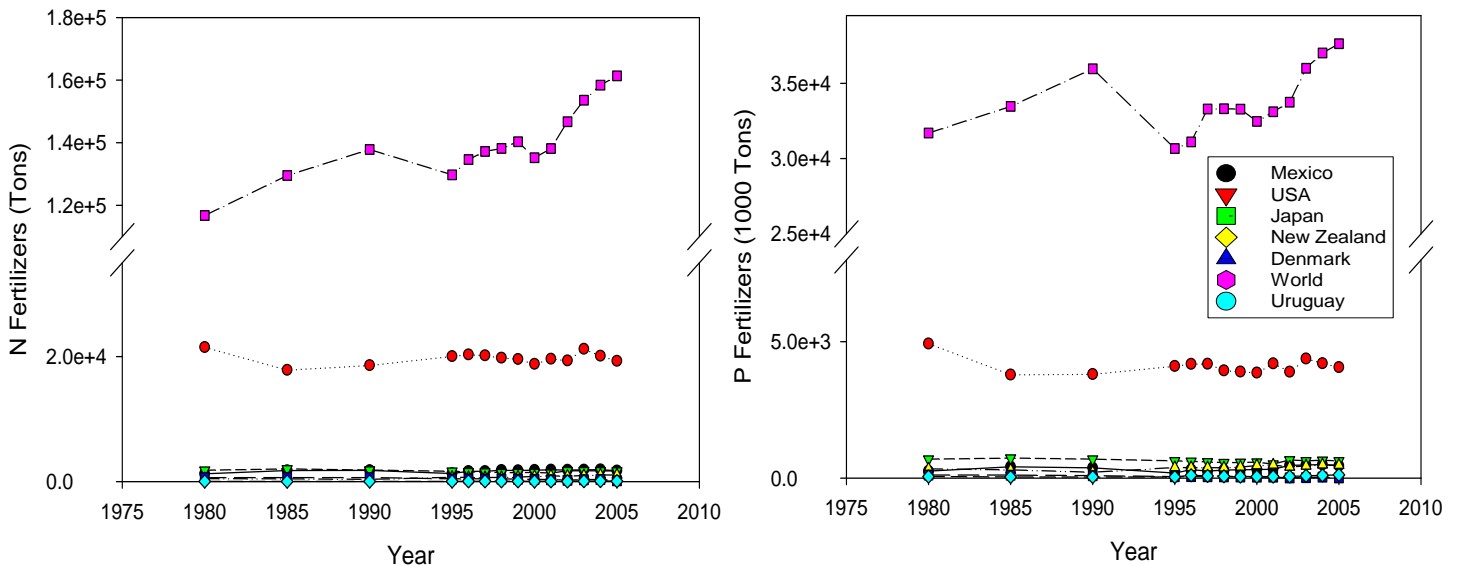 1.8e+5
1.6e+5
1.4e+5
1.2e+5
2.0e+4
0.0
N Fertilizers (Tons)
1975 1980 1985 1990 1995 2000 2005 2010
Year
3.5e+4
3.0e+4
2.5e+4
5.0e+3
0.0
P Fertilizers (1000 Tons)
Mexico
USA
Japan
New Zealand
Denmark
World
Uruguay
1975 1980 1985 1990 1995 2000 2005 2010
Year